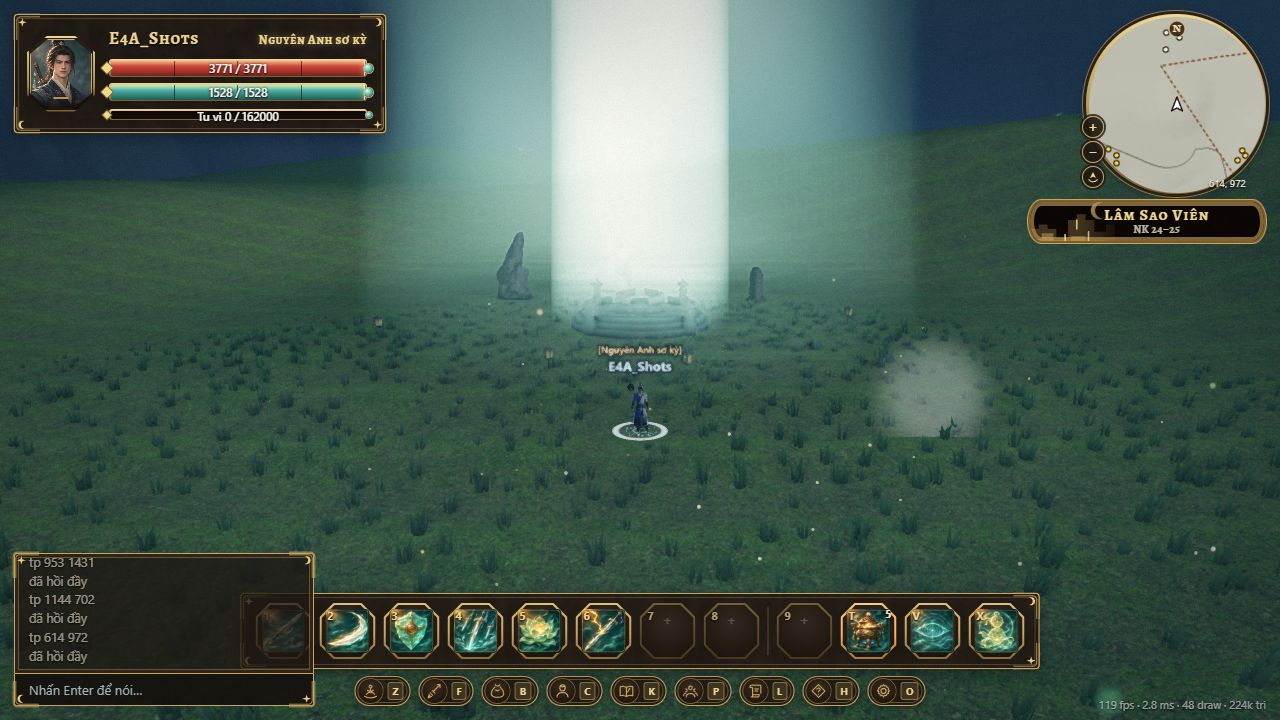 E4A_Shots
Nguyên Anh sơ kỳ
3771 / 3771
1528 / 1528
Tu vi 0 / 162000
N
+
−
614, 972
Lâm Sao Viên
NK 24–25
[Nguyên Anh sơ kỳ]
E4A_Shots
tp 953 1431
đã hồi đầy
tp 1144 702
đã hồi đầy
tp 614 972
đã hồi đầy
Nhấn Enter để nói...
1 2 3 4 5 6 7 8 9 T 5 V X
Z F B C K P L H O
119 fps · 2.8 ms · 48 draw · 224k tri